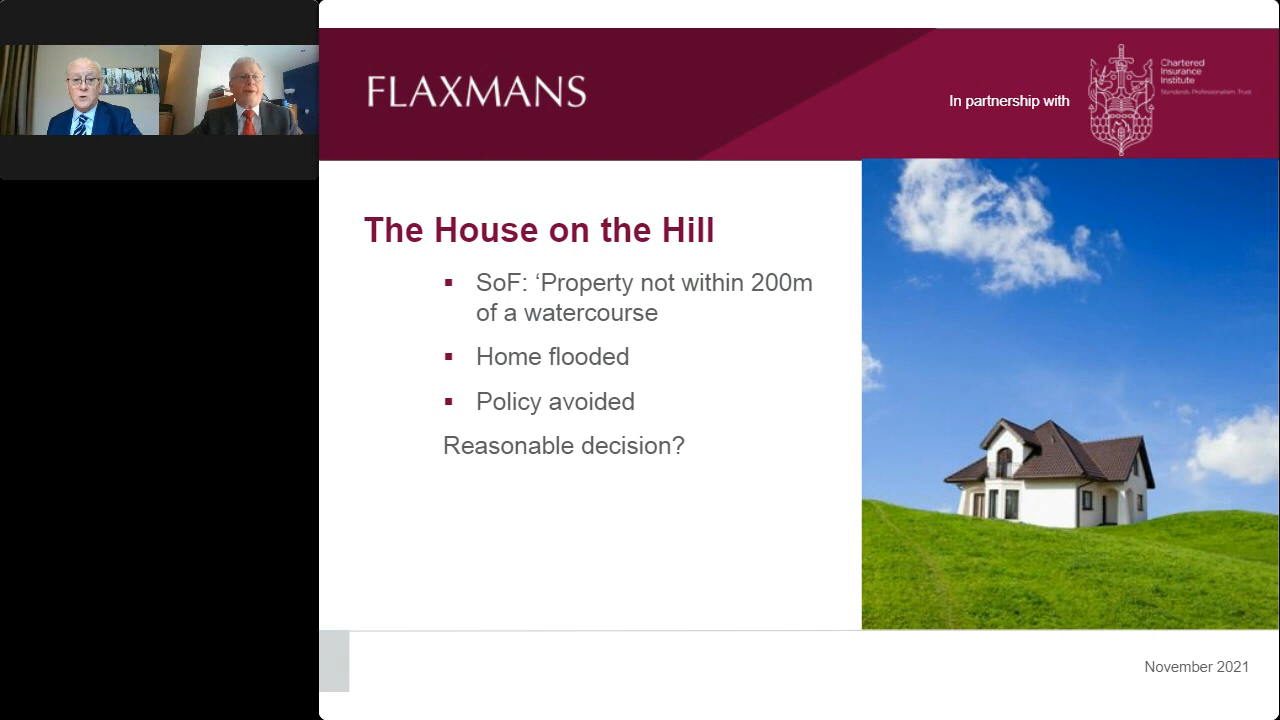 FLAXMANS
In partnership with
Chartered
Insurance
Institute
Standards. Professionalism. Trust.
The House on the Hill
SoF: ‘Property not within 200m
of a watercourse
Home flooded
Policy avoided
Reasonable decision?
November 2021